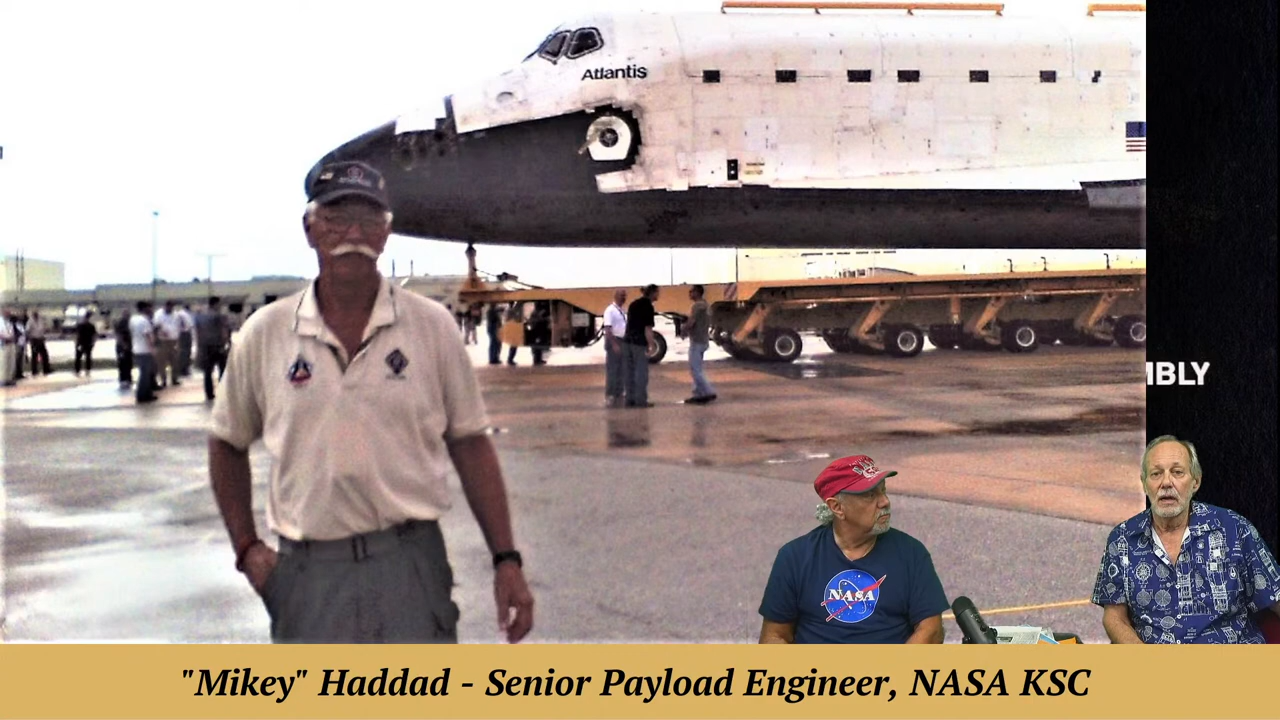 Atlantis
MBLY
NASA
"Mikey" Haddad - Senior Payload Engineer, NASA KSC